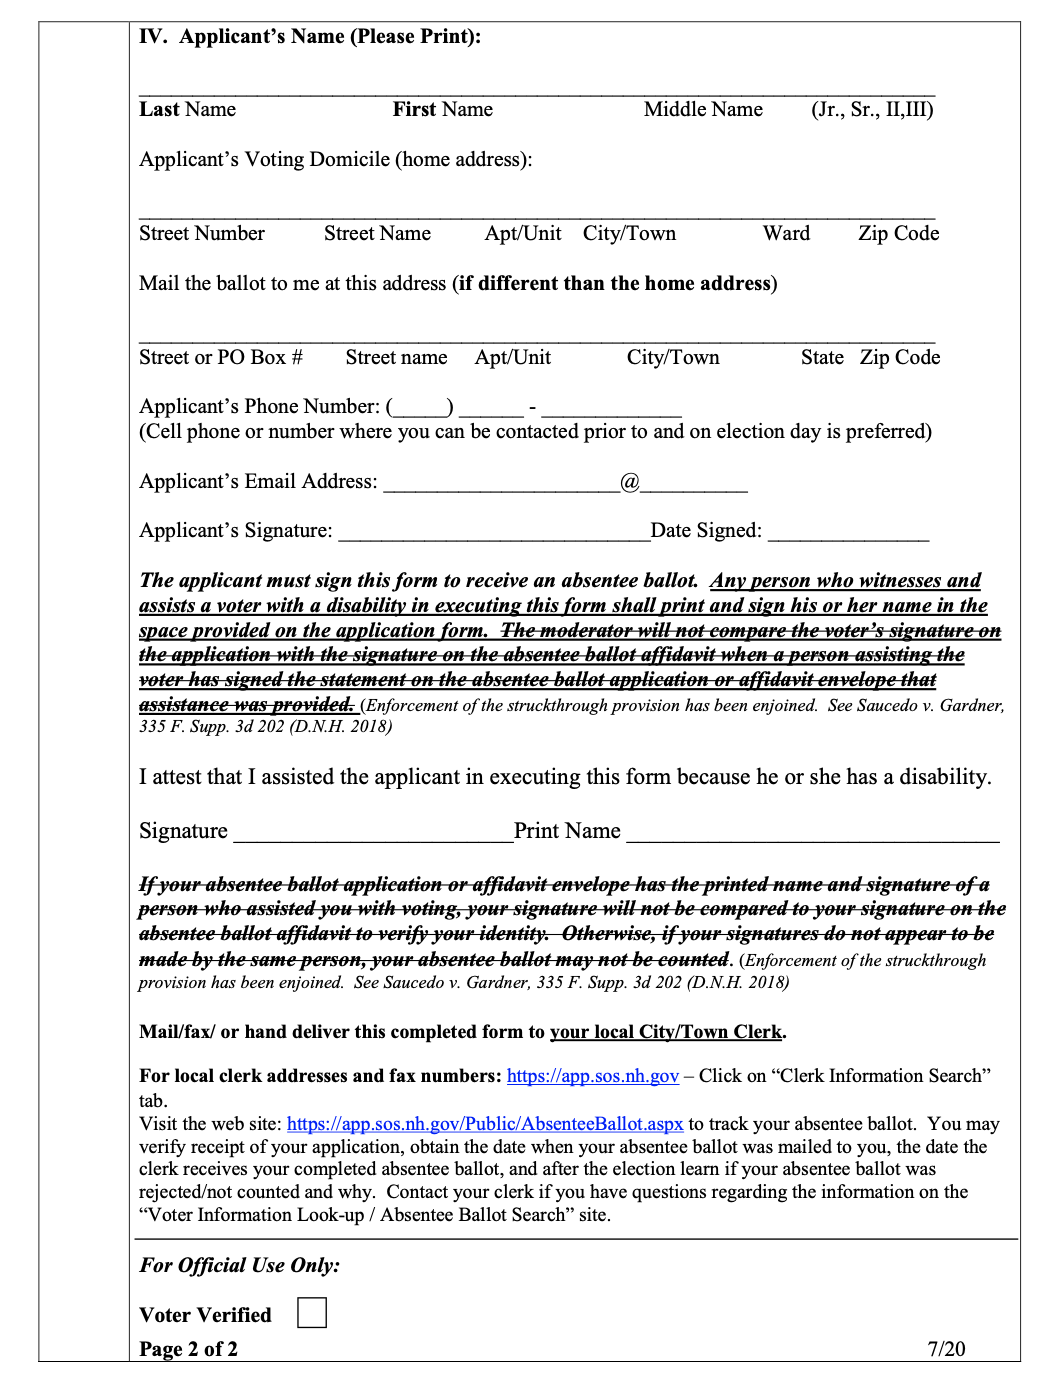 IV.  Applicant's Name (Please Print):
Last Name First Name Middle Name (Jr., Sr., II,III)
Applicant's Voting Domicile (home address):
Street Number Street Name Apt/Unit City/Town Ward Zip Code
Mail the ballot to me at this address (if different than the home address)
Street or PO Box # Street name Apt/Unit City/Town State Zip Code
Applicant's Phone Number: (_____) ______ - _____________
(Cell phone or number where you can be contacted prior to and on election day is preferred)
Applicant's Email Address: ______________________@__________
Applicant's Signature: _____________________________Date Signed: _______________
The applicant must sign this form to receive an absentee ballot.  Any person who witnesses and
assists a voter with a disability in executing this form shall print and sign his or her name in the
space provided on the application form.  The moderator will not compare the voter's signature on
the application with the signature on the absentee ballot affidavit when a person assisting the
voter has signed the statement on the absentee ballot application or affidavit envelope that
assistance was provided. (Enforcement of the struckthrough provision has been enjoined.  See Saucedo v. Gardner,
335 F. Supp. 3d 202 (D.N.H. 2018)
I attest that I assisted the applicant in executing this form because he or she has a disability.
Signature __________________________Print Name ___________________________________
If your absentee ballot application or affidavit envelope has the printed name and signature of a
person who assisted you with voting, your signature will not be compared to your signature on the
absentee ballot affidavit to verify your identity.  Otherwise, if your signatures do not appear to be
made by the same person, your absentee ballot may not be counted. (Enforcement of the struckthrough
provision has been enjoined.  See Saucedo v. Gardner, 335 F. Supp. 3d 202 (D.N.H. 2018)
Mail/fax/ or hand deliver this completed form to your local City/Town Clerk.
For local clerk addresses and fax numbers: https://app.sos.nh.gov – Click on "Clerk Information Search"
tab.
Visit the web site: https://app.sos.nh.gov/Public/AbsenteeBallot.aspx to track your absentee ballot.  You may
verify receipt of your application, obtain the date when your absentee ballot was mailed to you, the date the
clerk receives your completed absentee ballot, and after the election learn if your absentee ballot was
rejected/not counted and why.  Contact your clerk if you have questions regarding the information on the
"Voter Information Look-up / Absentee Ballot Search" site.
For Official Use Only:
Voter Verified
Page 2 of 2 7/20